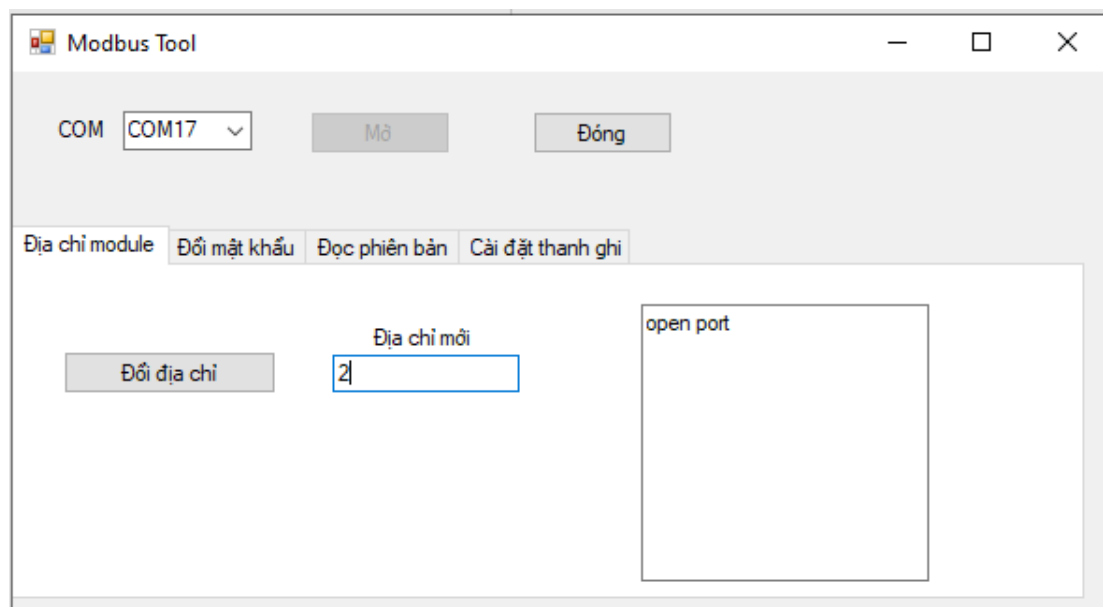 Modbus Tool
COM COM17 Mở Đóng
Địa chỉ module Đổi mật khẩu Đọc phiên bản Cài đặt thanh ghi
open port
Địa chỉ mới
Đổi địa chỉ 2